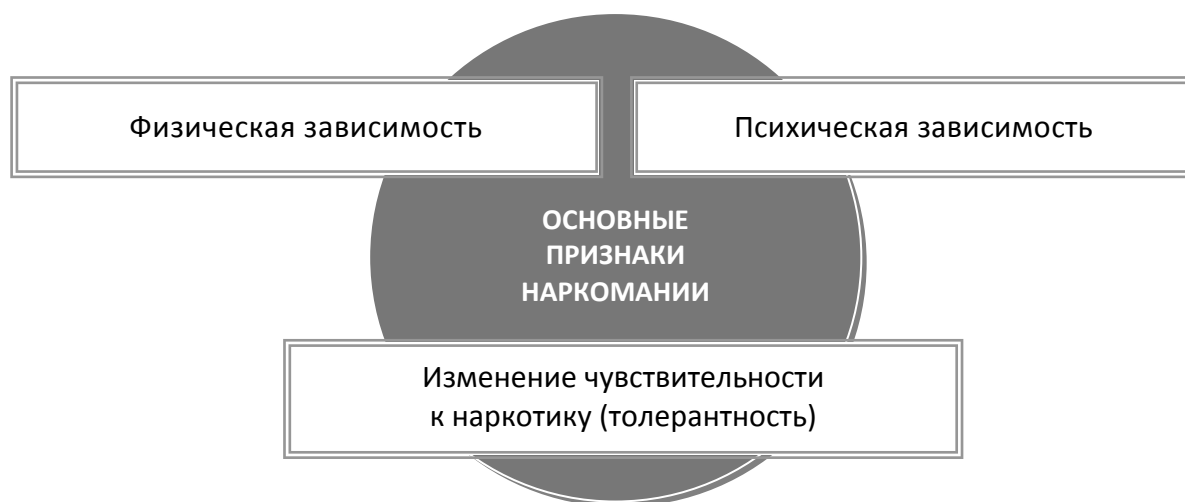 Физическая зависимость
Психическая зависимость
ОСНОВНЫЕ
ПРИЗНАКИ
НАРКОМАНИИ
Изменение чувствительности
к наркотику (толерантность)